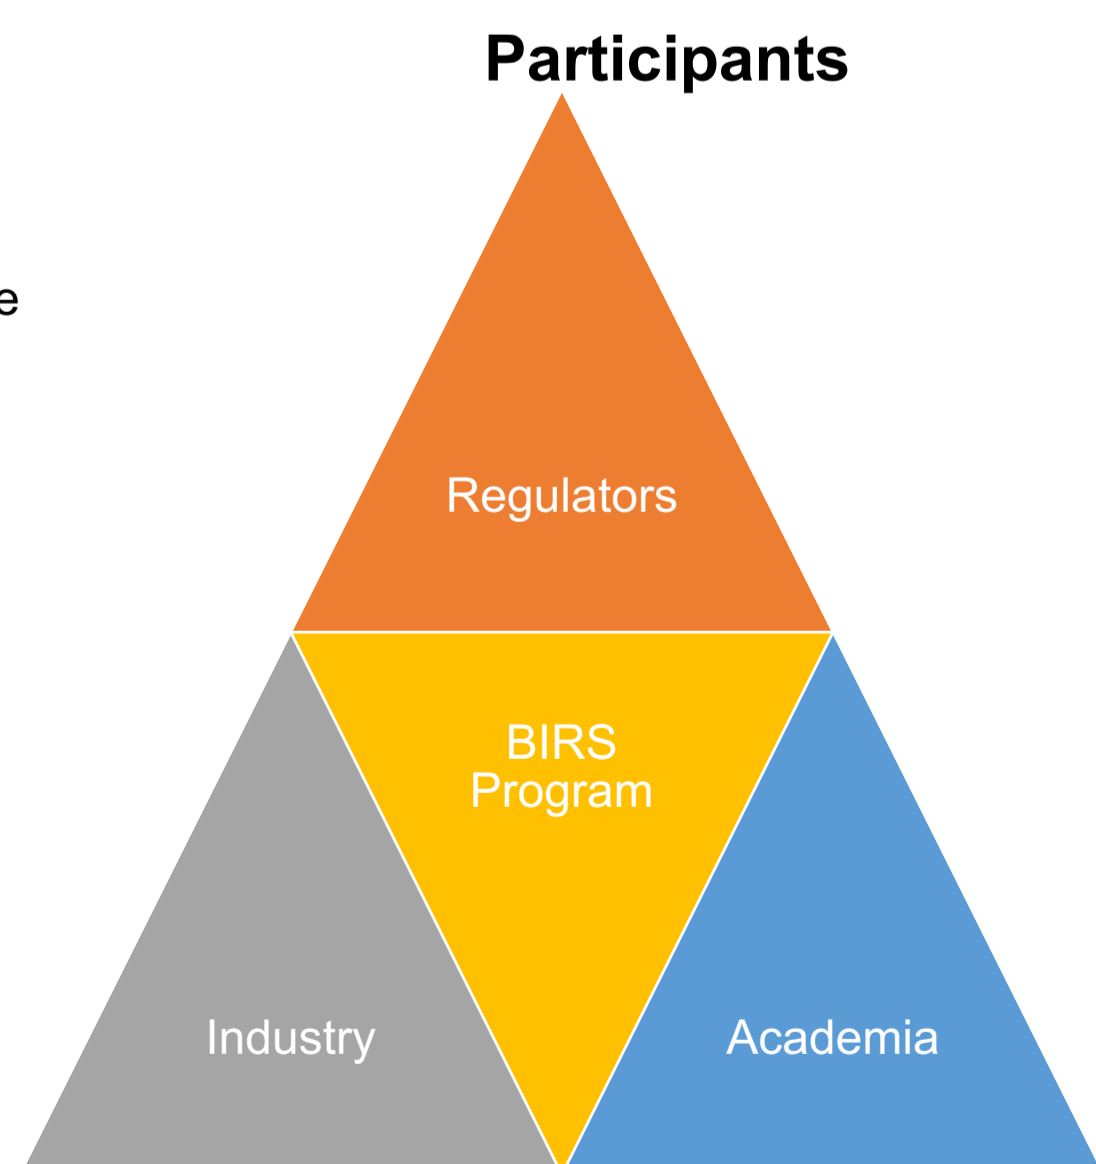 Participants
e
Regulators
BIRS
Program
Industry
Academia